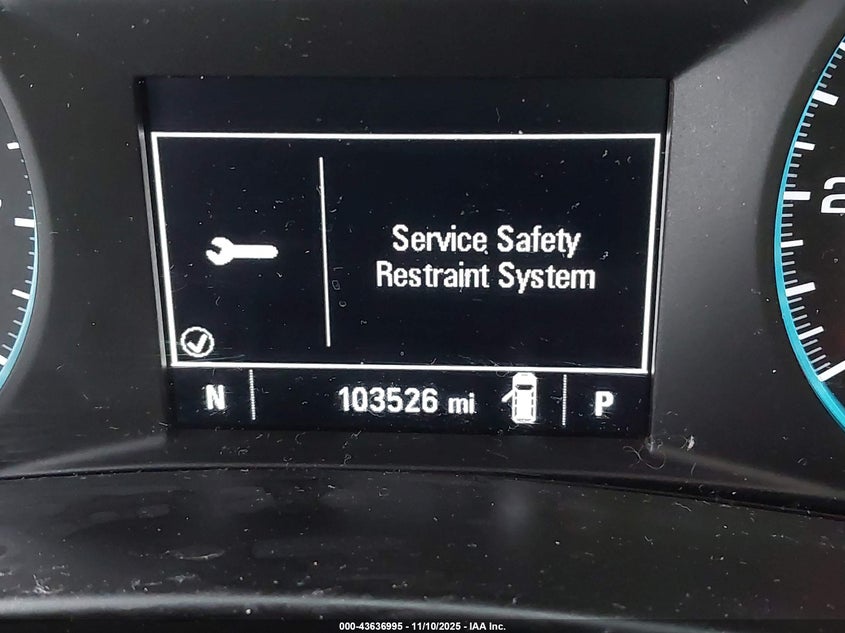 Service Safety
Restraint System
N 103526 mi P
000-43636995 - 11/10/2025 - IAA Inc.